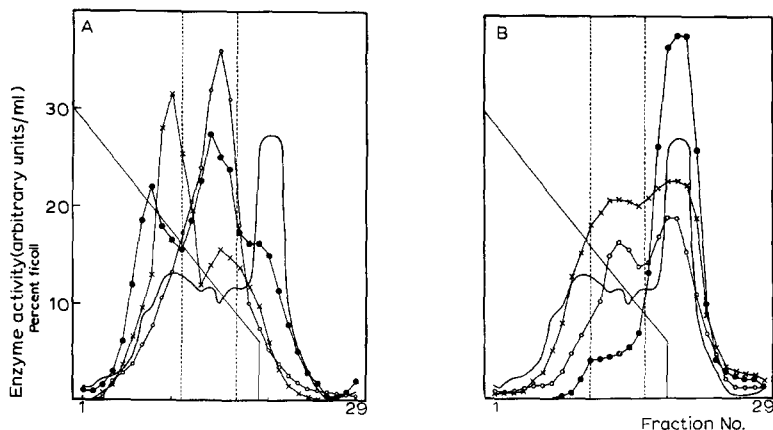 A
B
Enzyme activity(arbitrary units/ml)
Percent ficoll
30
20
10
1
29
1
29
Fraction No.